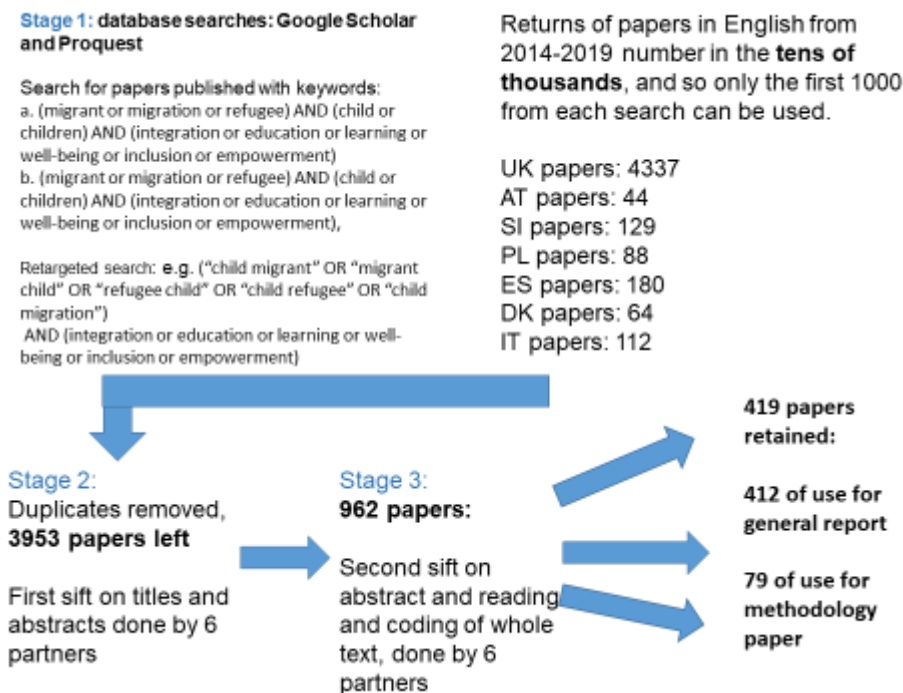 Stage 1: database searches: Google Scholar
and Proquest
Search for papers published with keywords:
a. (migrant or migration or refugee) AND (child or
children) AND (integration or education or learning or
well-being or inclusion or empowerment)
b. (migrant or migration or refugee) AND (child or
children) AND (integration or education or learning or
well-being or inclusion or empowerment),
Retargeted search: e.g. ("child migrant" OR "migrant
child" OR "refugee child" OR "child refugee" OR "child
migration")
AND (integration or education or learning or well-
being or inclusion or empowerment)
Returns of papers in English from
2014-2019 number in the tens of
thousands, and so only the first 1000
from each search can be used.
UK papers: 4337
AT papers: 44
SI papers: 129
PL papers: 88
ES papers: 180
DK papers: 64
IT papers: 112
Stage 2:
Duplicates removed,
3953 papers left
First sift on titles and
abstracts done by 6
partners
Stage 3:
962 papers:
Second sift on
abstract and reading
and coding of whole
text, done by 6
partners
419 papers
retained:
412 of use for
general report
79 of use for
methodology
paper